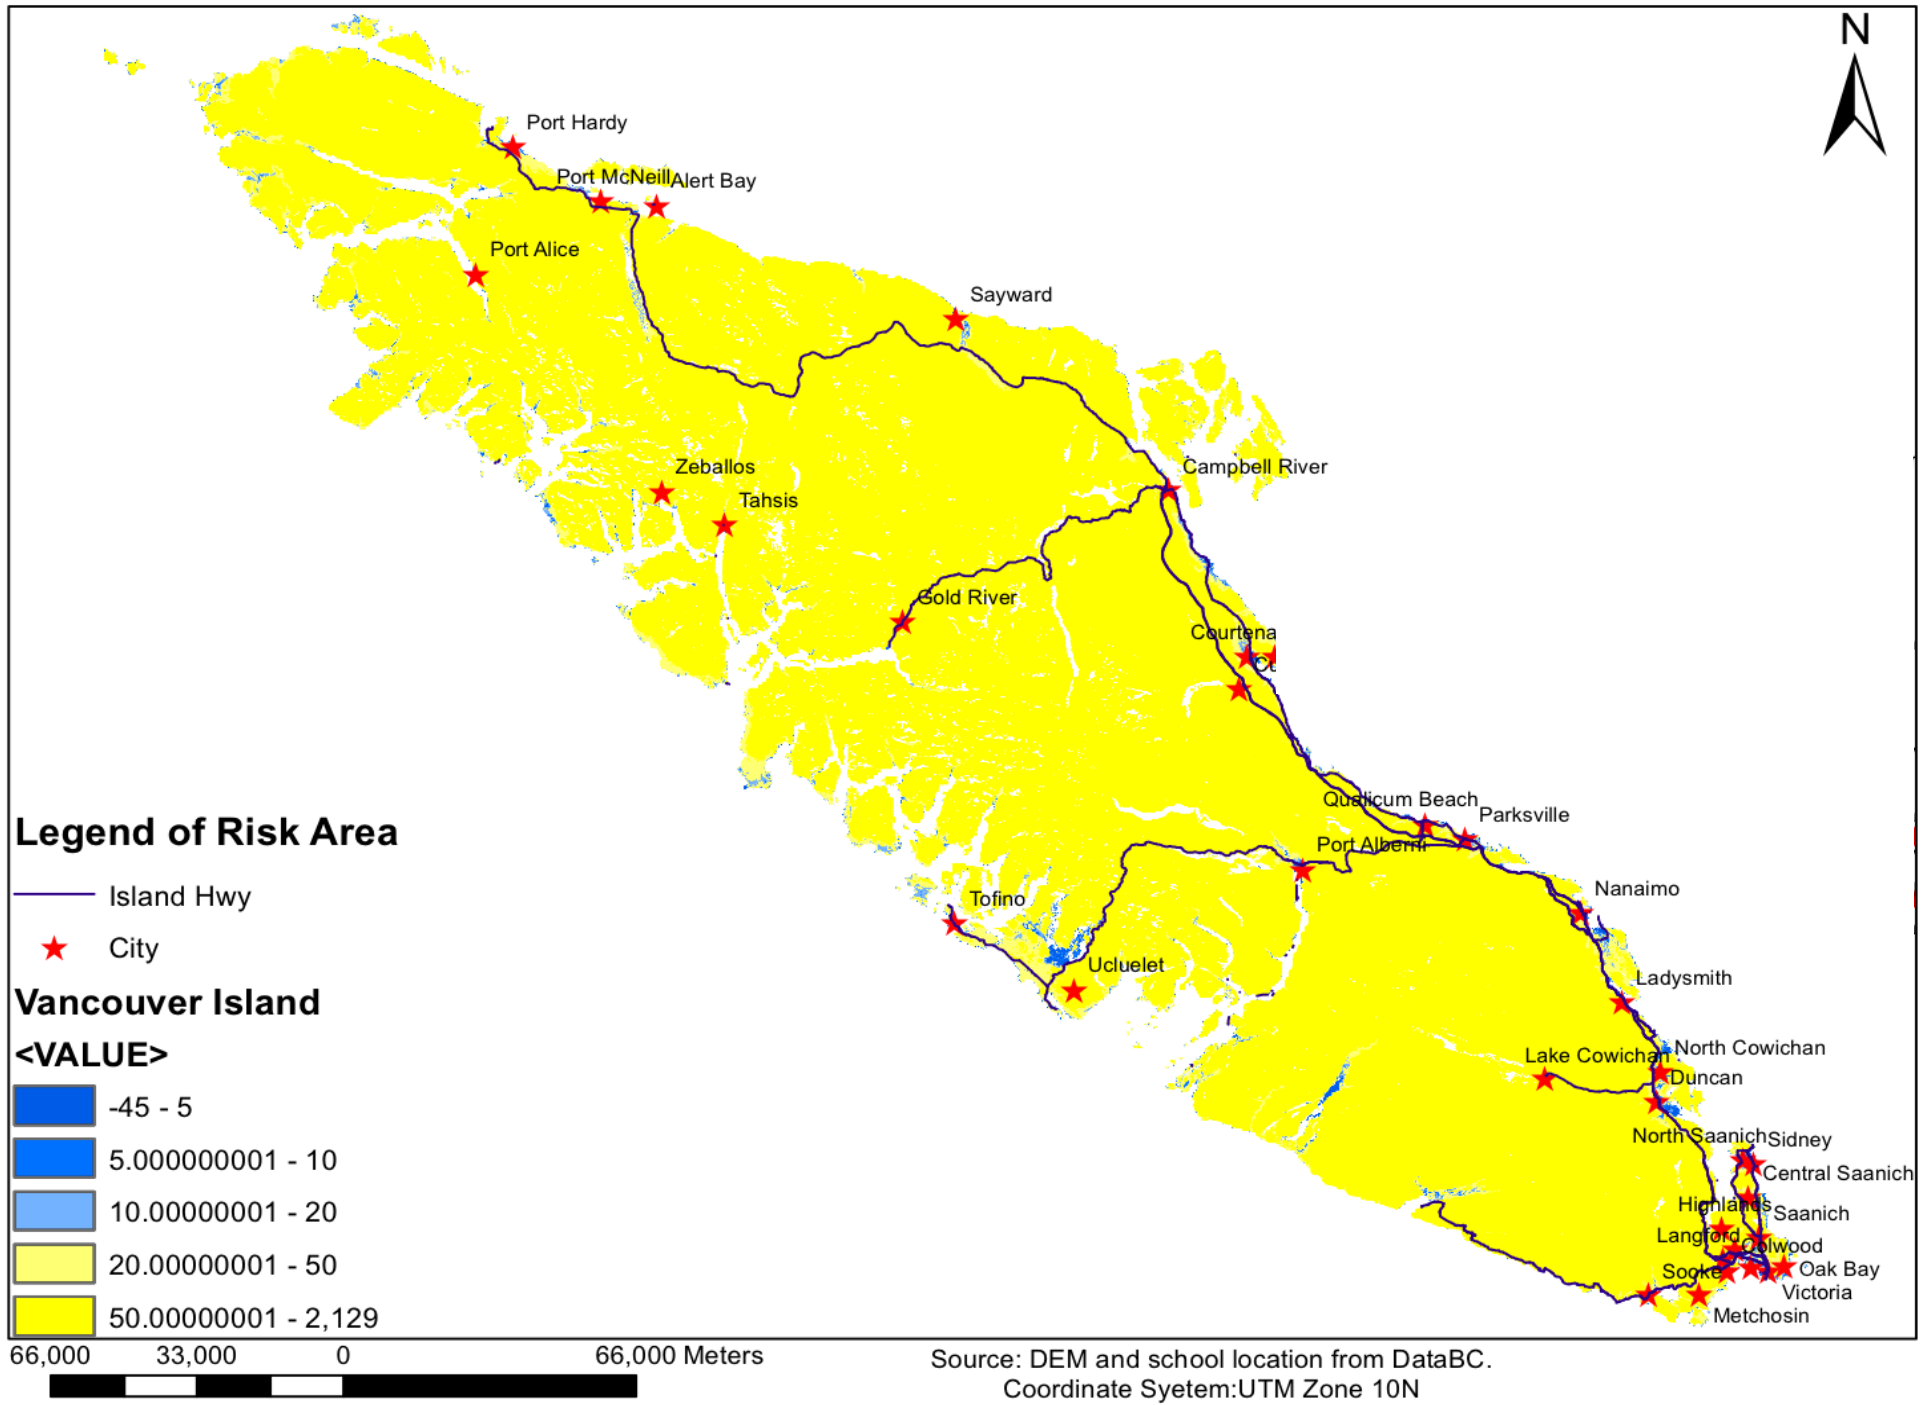 N
Port Hardy
Port McNeill
Alert Bay
Port Alice
Sayward
Campbell River
Zeballos
Tahsis
Gold River
Courtena
Qualicum Beach
Parksville
Port Alberni
Nanaimo
Tofino
Ucluelet
Ladysmith
North Cowichan
Lake Cowichan
Duncan
North Saanich
Sidney
Central Saanich
Highlands
Saanich
Langford
Colwood
Sooke
Oak Bay
Victoria
Metchosin
Legend of Risk Area
Island Hwy
City
Vancouver Island
<VALUE>
-45 - 5
5.000000001 - 10
10.00000001 - 20
20.00000001 - 50
50.00000001 - 2,129
66,000 33,000 0 66,000 Meters
Source: DEM and school location from DataBC.
Coordinate Syetem:UTM Zone 10N